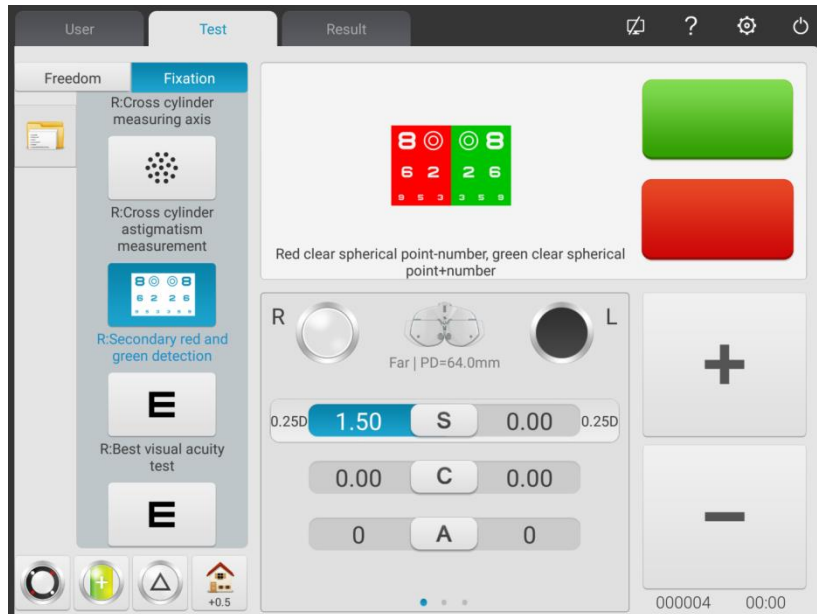 User
Test
Result
?
Freedom
Fixation
R:Cross cylinder
measuring axis
R:Cross cylinder
astigmatism
measurement
8 8
6 2 2 6
R:Secondary red and
green detection
E
R:Best visual acuity
test
E
+0.5
8 8
6 2 2 6
9 5 3 3 5 9
Red clear spherical point-number, green clear spherical
point+number
R
L
Far | PD=64.0mm
0.25D 1.50 S 0.00 0.25D
0.00 C 0.00
0 A 0
+
−
000004 00:00